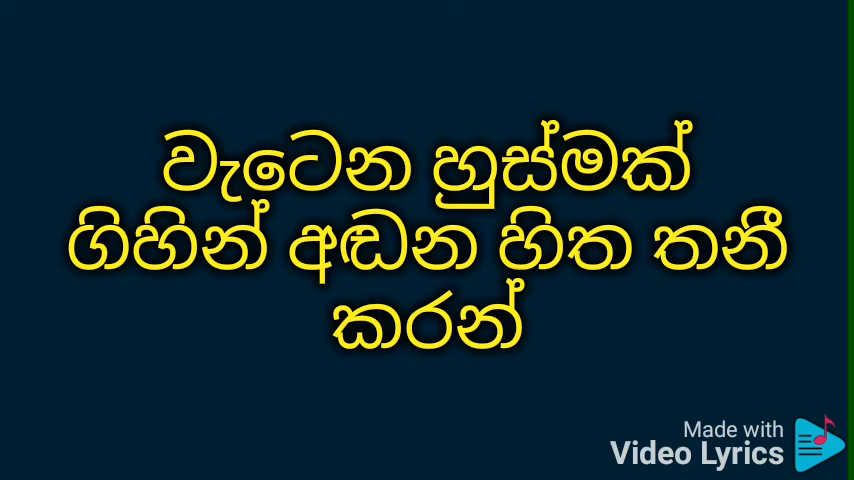 වැටෙන හුස්මක්
ගිහින් අඬන හිත තනී
කරන්
Made with
Video Lyrics